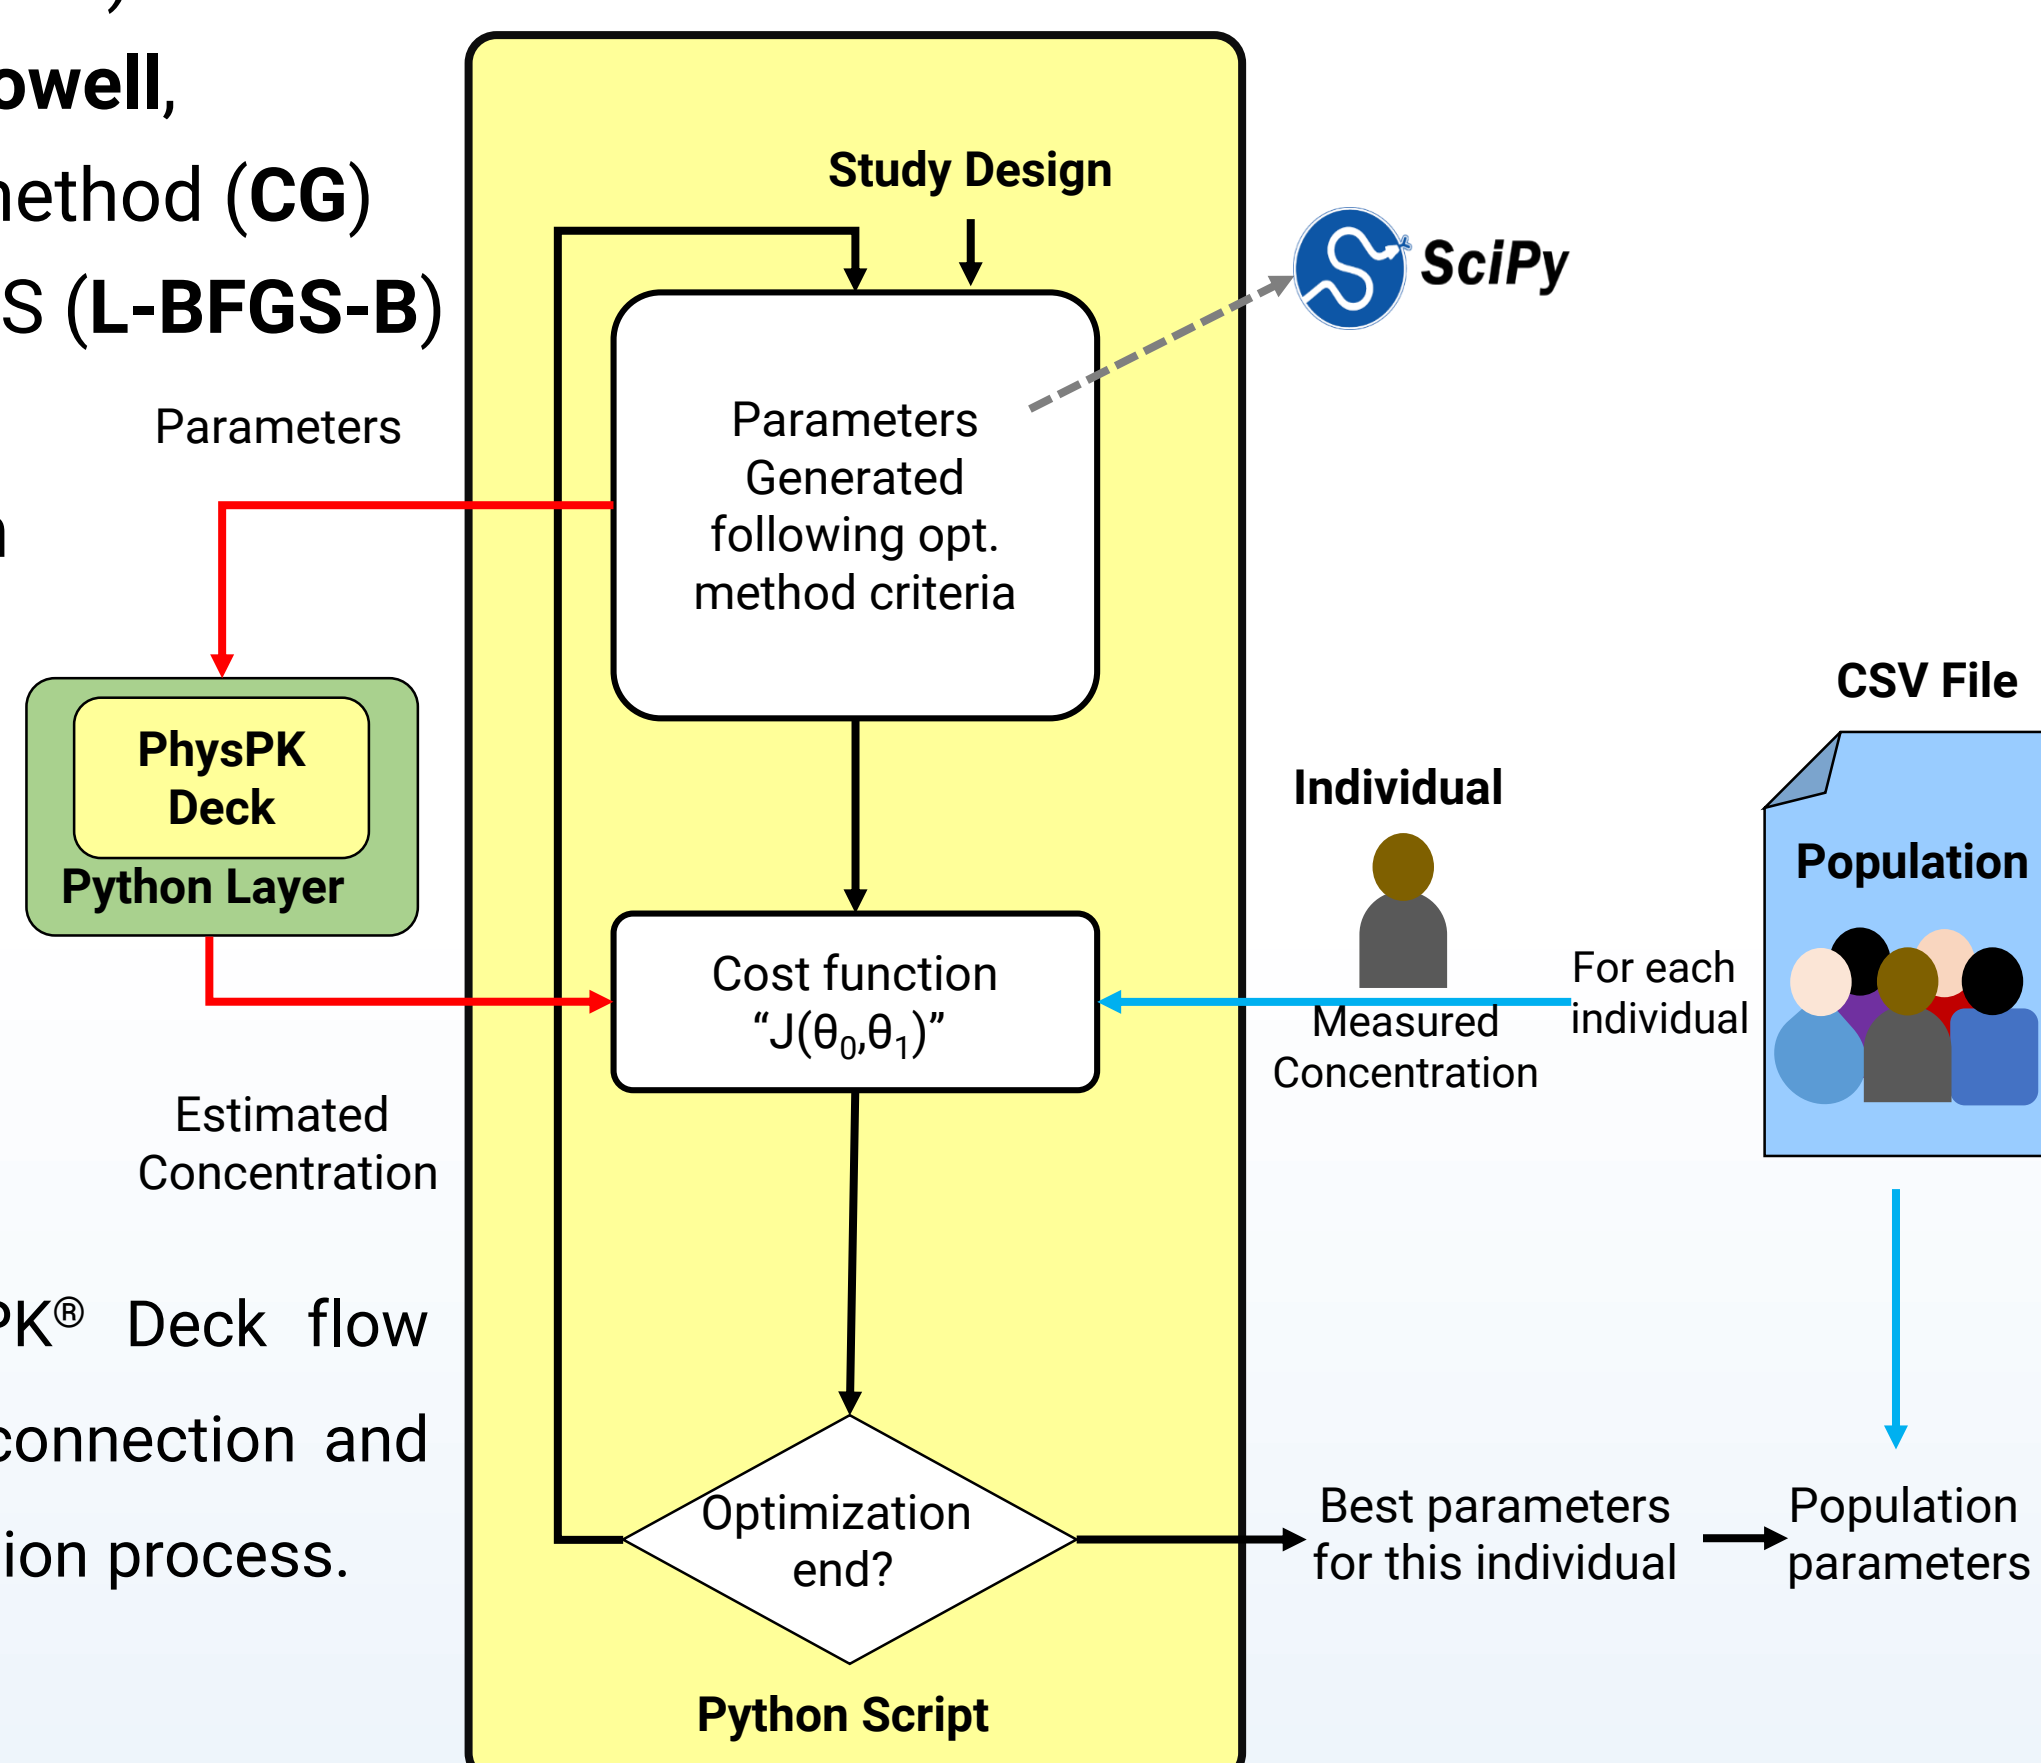 owell,
method (CG)
S (L-BFGS-B)
Study Design
SciPy
Parameters
Parameters
Generated
following opt.
method criteria
PhysPK
Deck
Python Layer
CSV File
Population
Individual
For each
individual
Measured
Concentration
Cost function
“J(θ₀,θ₁)”
Estimated
Concentration
PK® Deck flow
connection and
ion process.
Optimization
end?
Best parameters
for this individual
Population
parameters
Python Script